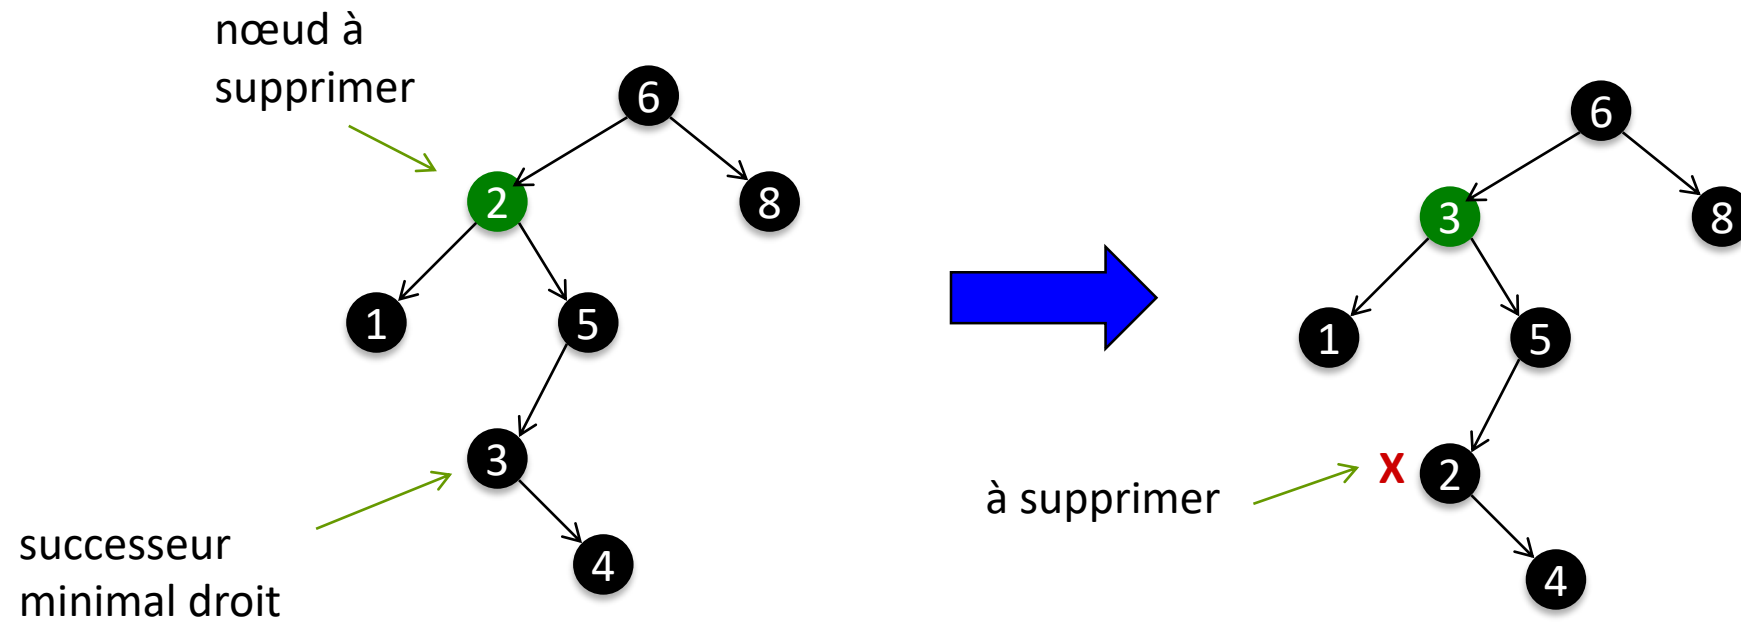 nœud à
supprimer
6
2
8
1
5
3
successeur
minimal droit
4
6
3
8
1
5
à supprimer
X
2
4